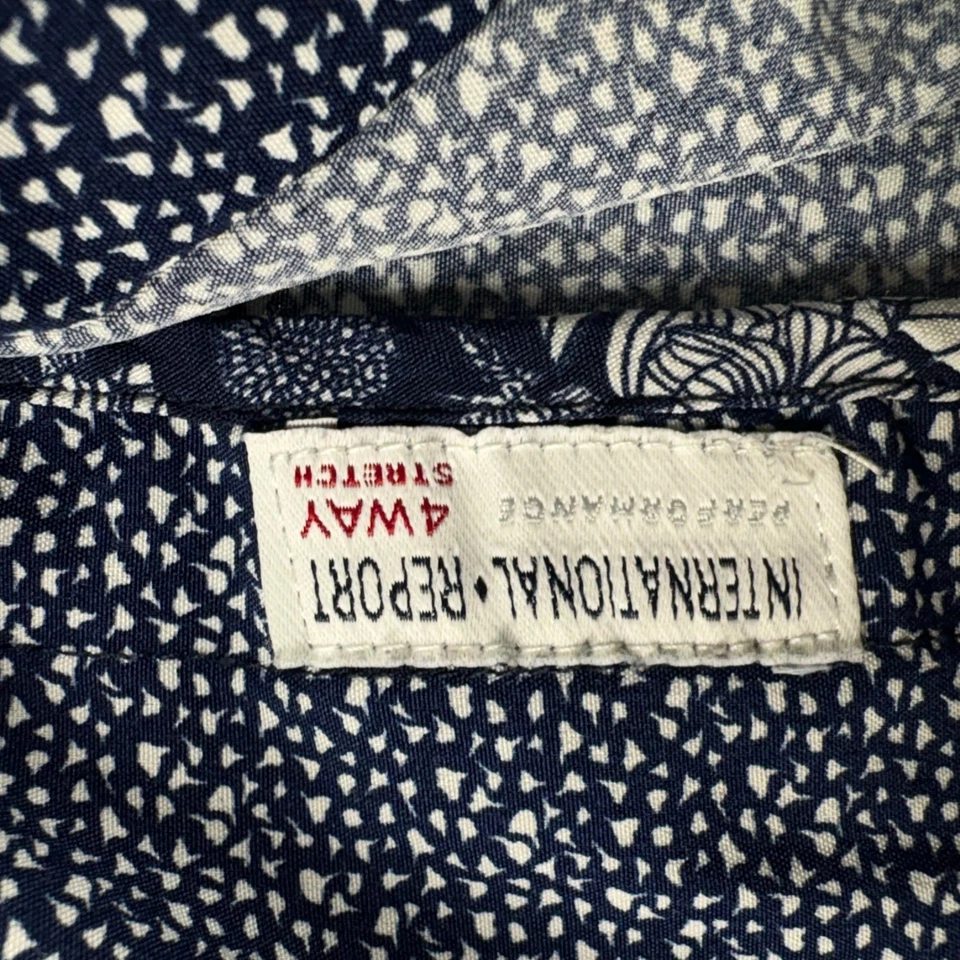 INTERNATIONAL • REPORT
PERFORMANCE 4WAY
STRETCH